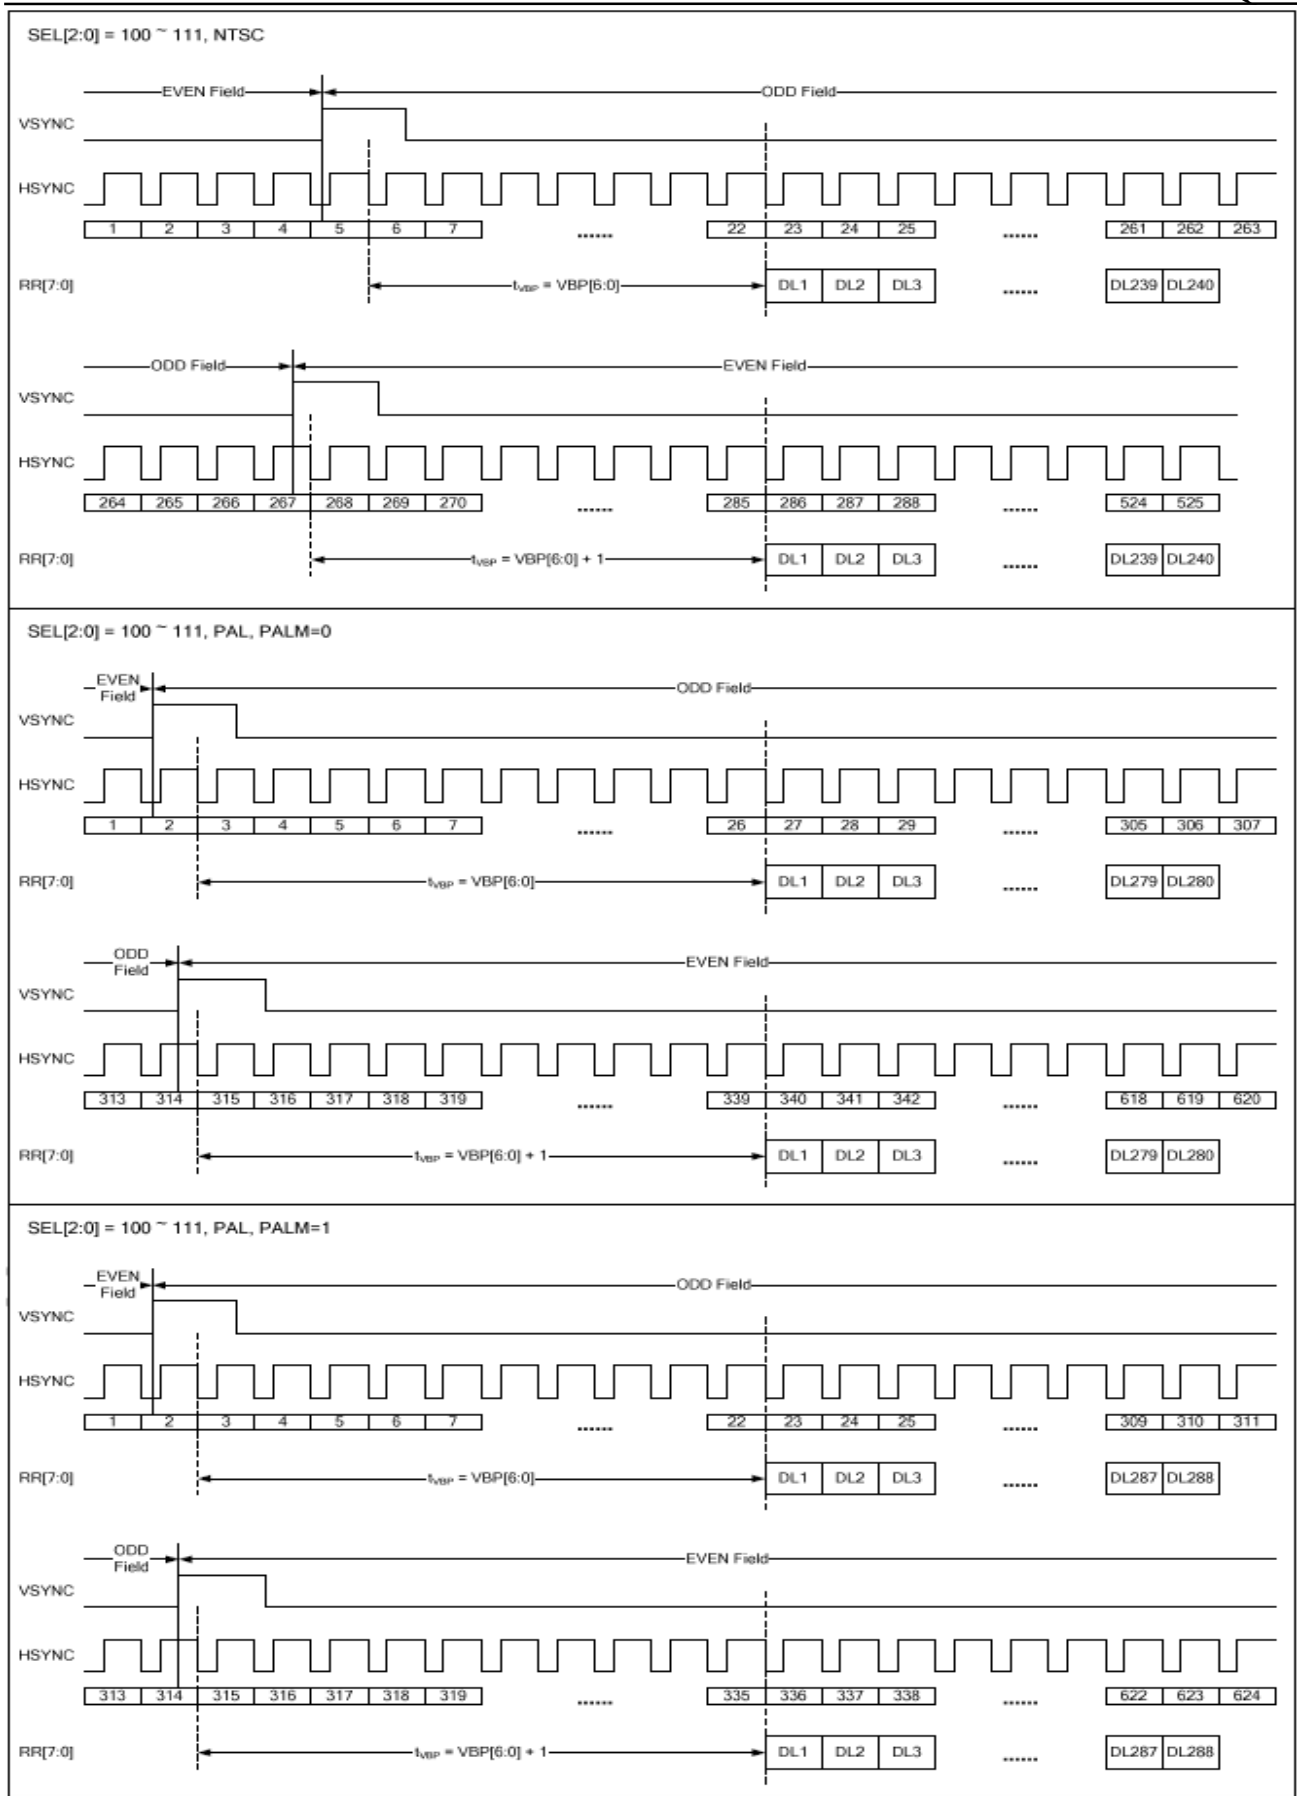 SEL[2:0] = 100 ~ 111, NTSC
EVEN Field ODD Field
VSYNC
HSYNC
1 2 3 4 5 6 7 ...... 22 23 24 25 ...... 261 262 263
RR[7:0] tVBP = VBP[6:0] DL1 DL2 DL3 ...... DL239 DL240
ODD Field EVEN Field
VSYNC
HSYNC
264 265 266 267 268 269 270 ...... 285 286 287 288 ...... 524 525
RR[7:0] tVBP = VBP[6:0] + 1 DL1 DL2 DL3 ...... DL239 DL240
SEL[2:0] = 100 ~ 111, PAL, PALM=0
EVEN
Field ODD Field
VSYNC
HSYNC
1 2 3 4 5 6 7 ...... 26 27 28 29 ...... 305 306 307
RR[7:0] tVBP = VBP[6:0] DL1 DL2 DL3 ...... DL279 DL280
ODD
Field EVEN Field
VSYNC
HSYNC
313 314 315 316 317 318 319 ...... 339 340 341 342 ...... 618 619 620
RR[7:0] tVBP = VBP[6:0] + 1 DL1 DL2 DL3 ...... DL279 DL280
SEL[2:0] = 100 ~ 111, PAL, PALM=1
EVEN
Field ODD Field
VSYNC
HSYNC
1 2 3 4 5 6 7 ...... 22 23 24 25 ...... 309 310 311
RR[7:0] tVBP = VBP[6:0] DL1 DL2 DL3 ...... DL287 DL288
ODD
Field EVEN Field
VSYNC
HSYNC
313 314 315 316 317 318 319 ...... 335 336 337 338 ...... 622 623 624
RR[7:0] tVBP = VBP[6:0] + 1 DL1 DL2 DL3 ...... DL287 DL288